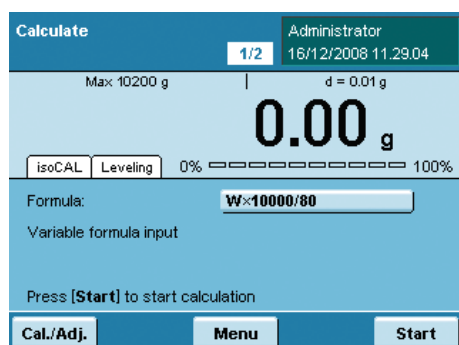 Calculate
Administrator
1/2
16/12/2008 11.29.04
Max 10200 g
d = 0.01 g
0.00 g
isoCAL Leveling 0% 100%
Formula: W×10000/80
Variable formula input
Press [Start] to start calculation
Cal./Adj. Menu Start